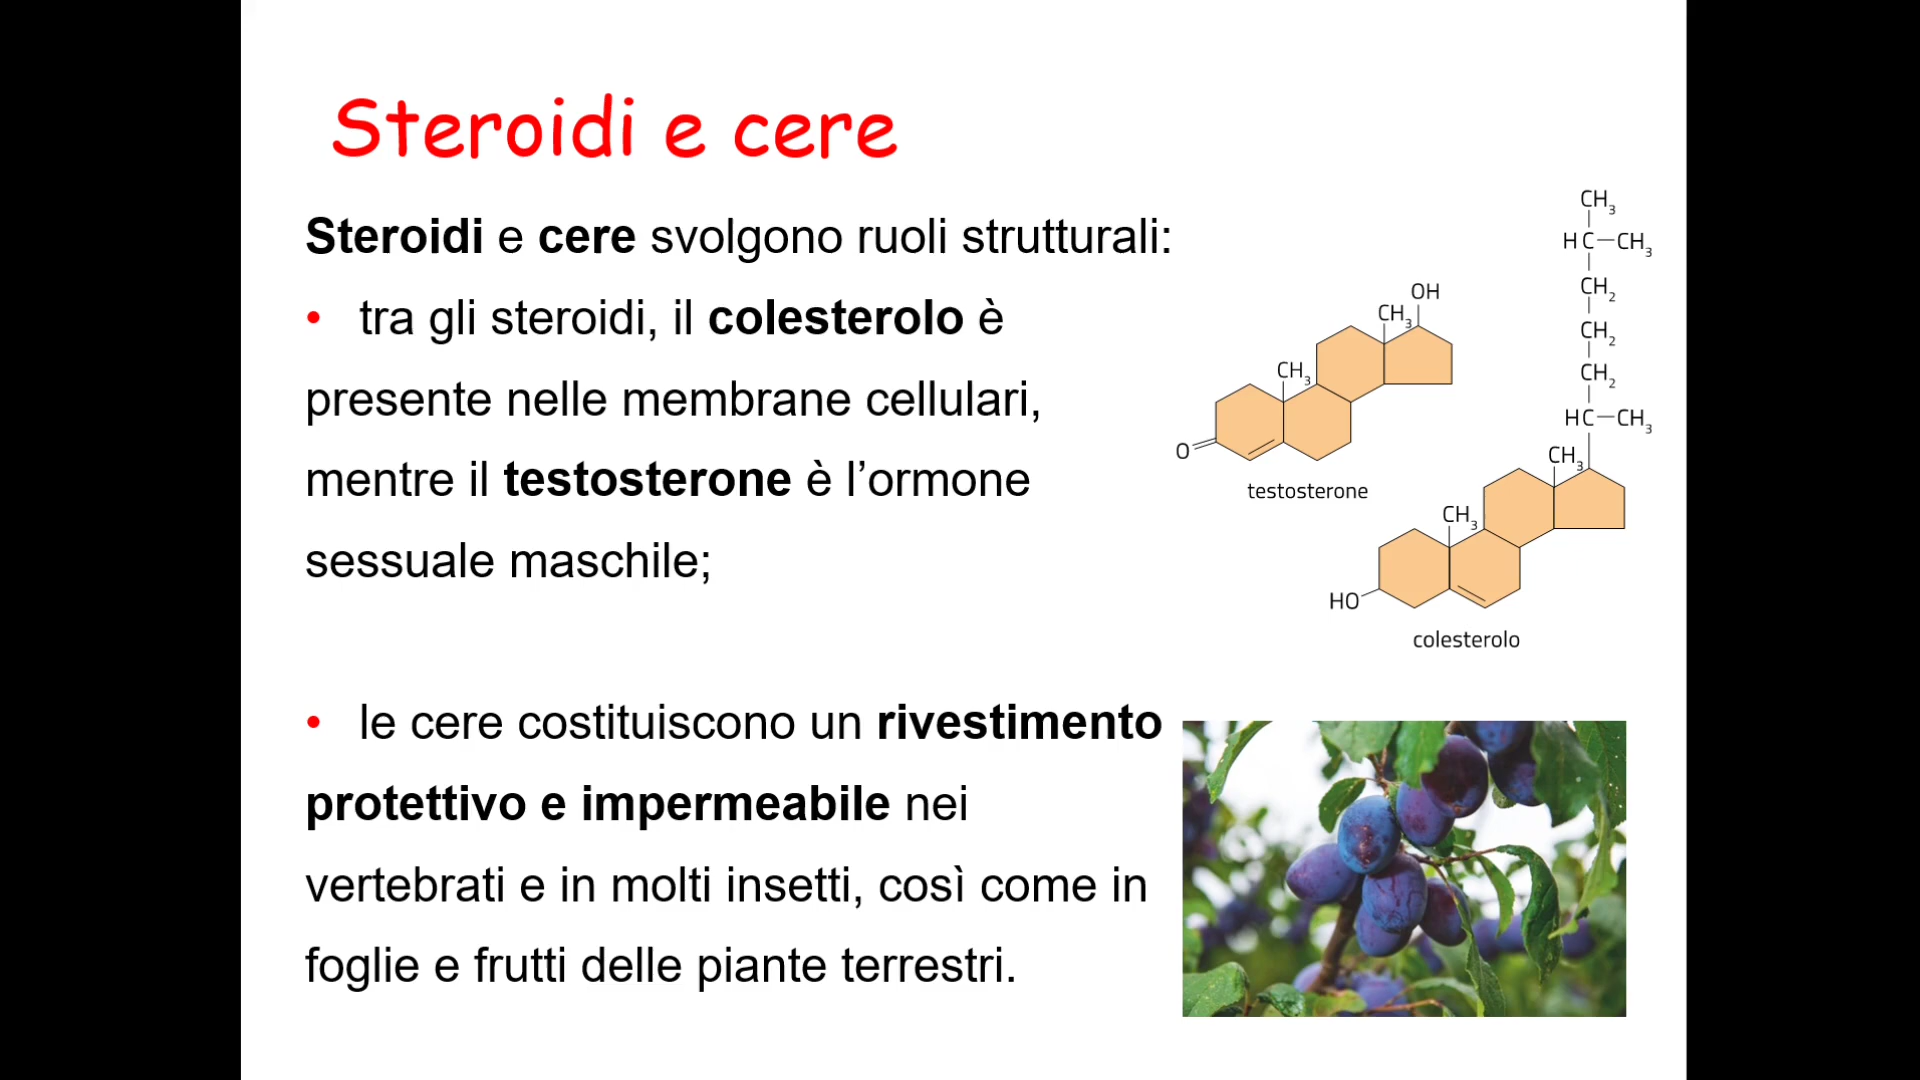 Steroidi e cere
Steroidi e cere svolgono ruoli strutturali:
• tra gli steroidi, il colesterolo è
presente nelle membrane cellulari,
mentre il testosterone è l’ormone
sessuale maschile;
• le cere costituiscono un rivestimento
protettivo e impermeabile nei
vertebrati e in molti insetti, così come in
foglie e frutti delle piante terrestri.
OH
CH3
CH3
O
testosterone
CH3
HC—CH3
CH2
CH2
CH2
HC—CH3
CH3
CH3
HO
colesterolo